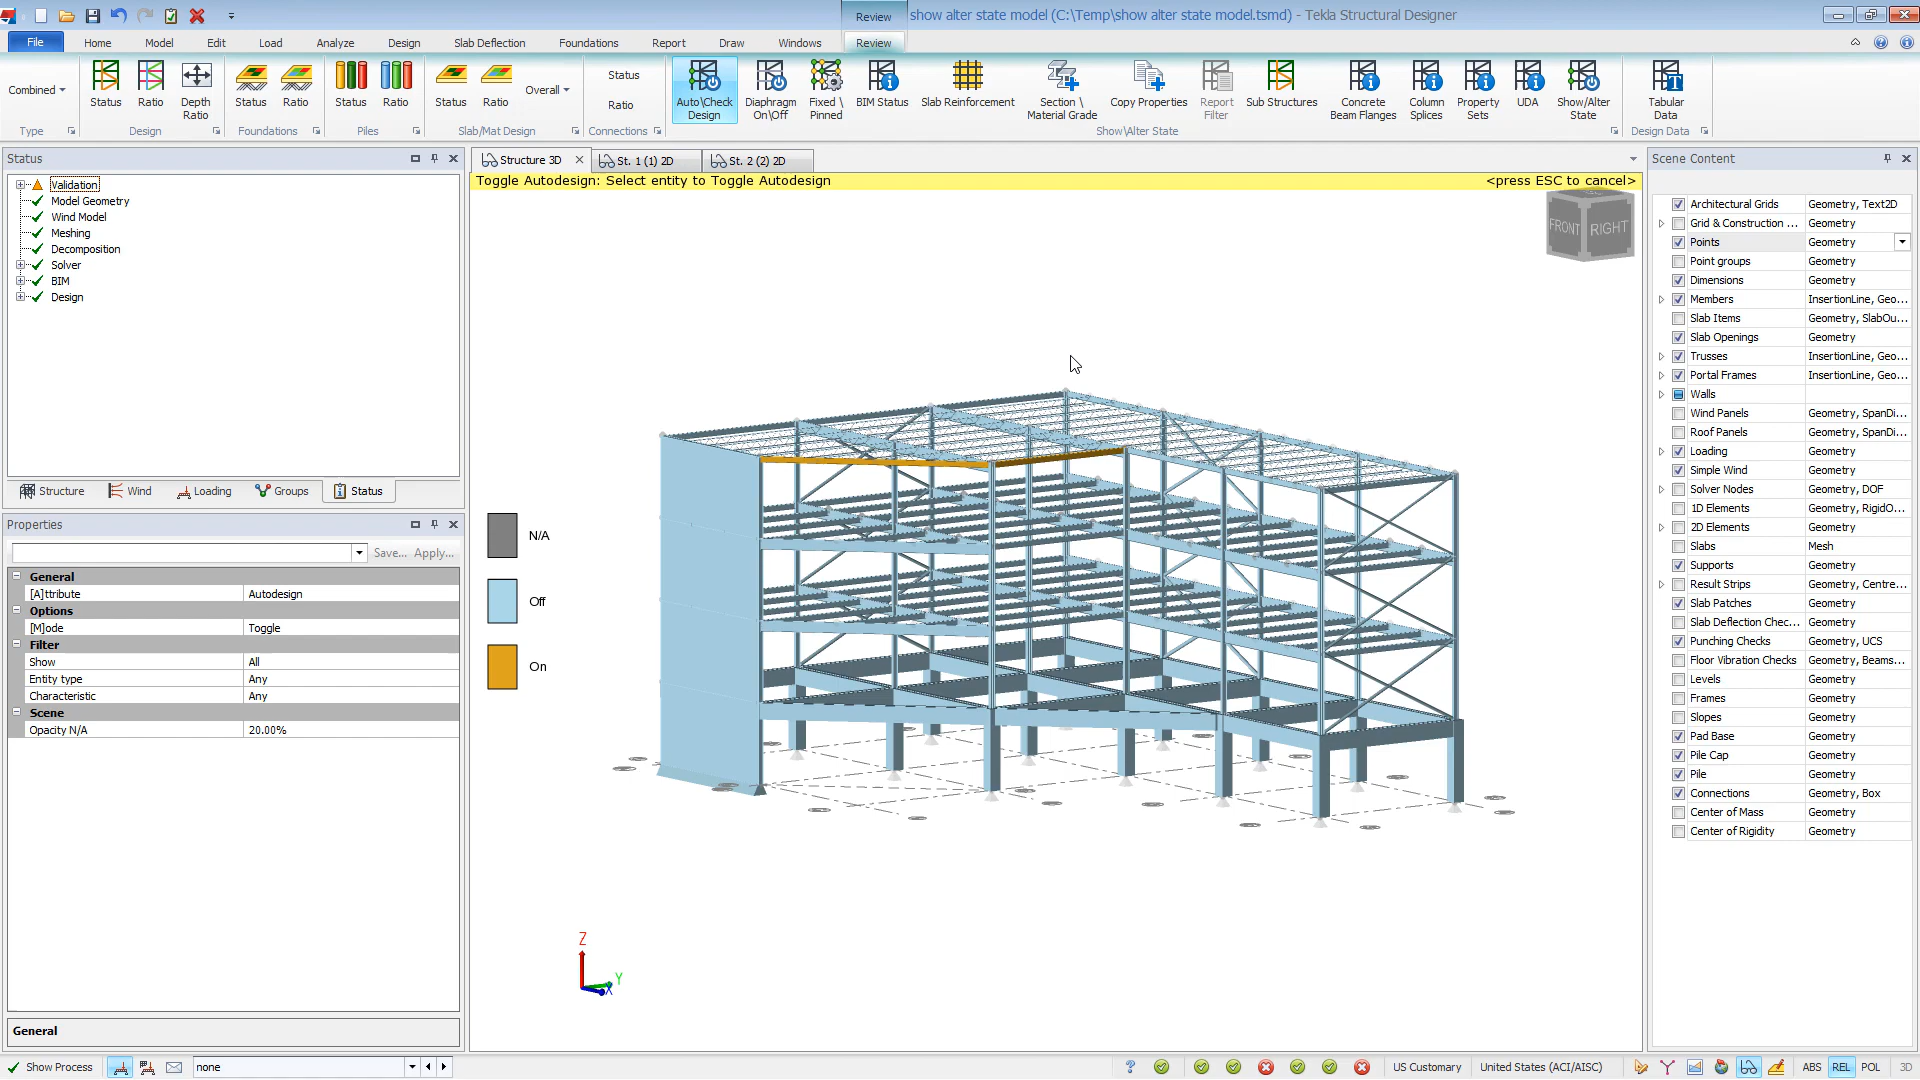 Review
show alter state model (C:\Temp\show alter state model.tsmd) - Tekla Structural Designer
File
Home
Model
Edit
Load
Analyze
Design
Slab Deflection
Foundations
Report
Draw
Windows
Review
Combined
Type
Status
Ratio
Depth Ratio
Design
Status
Ratio
Foundations
Status
Ratio
Piles
Status
Ratio
Overall
Slab/Mat Design
Status
Ratio
Connections
Auto\Check Design
Diaphragm On\Off
Fixed \ Pinned
BIM Status
Slab Reinforcement
Section \ Material Grade
Copy Properties
Report Filter
Sub Structures
Concrete Beam Flanges
Column Splices
Property Sets
UDA
Show/Alter State
Show\Alter State
Tabular Data
Design Data
Status
Validation
Model Geometry
Wind Model
Meshing
Decomposition
Solver
BIM
Design
Structure
Wind
Loading
Groups
Status
Properties
Save... Apply...
General
[A]ttribute Autodesign
Options
[M]ode Toggle
Filter
Show All
Entity type Any
Characteristic Any
Scene
Opacity N/A 20.00%
General
Structure 3D
St. 1 (1) 2D
St. 2 (2) 2D
Toggle Autodesign: Select entity to Toggle Autodesign
<press ESC to cancel>
FRONT
RIGHT
N/A
Off
On
Z
Y
X
Scene Content
Architectural Grids Geometry, Text2D
Grid & Construction ... Geometry
Points Geometry
Point groups Geometry
Dimensions Geometry
Members InsertionLine, Geo...
Slab Items Geometry, SlabOu...
Slab Openings Geometry
Trusses InsertionLine, Geo...
Portal Frames InsertionLine, Geo...
Walls
Wind Panels Geometry, SpanDi...
Roof Panels Geometry, SpanDi...
Loading Geometry
Simple Wind Geometry
Solver Nodes Geometry, DOF
1D Elements Geometry, RigidO...
2D Elements Geometry
Slabs Mesh
Supports Geometry
Result Strips Geometry, Centre...
Slab Patches Geometry
Slab Deflection Chec... Geometry
Punching Checks Geometry, UCS
Floor Vibration Checks Geometry, Beams...
Levels Geometry
Frames Geometry
Slopes Geometry
Pad Base Geometry
Pile Cap Geometry
Pile Geometry
Connections Geometry, Box
Center of Mass Geometry
Center of Rigidity Geometry
Show Process
none
US Customary
United States (ACI/AISC)
ABS
REL
POL
3D